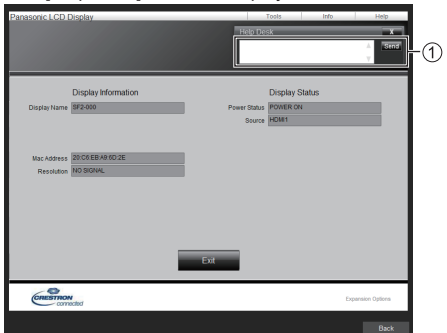 Panasonic LCD Display
Tools Info Help
Help Desk X
Send
1
Display Information Display Status
Display Name SF2-000 Power Status POWER ON
Source HDMI1
Mac Address 20:C6:EB:A9:6D:2E
Resolution NO SIGNAL
Exit
CRESTRON
connected
Expansion Options
Back